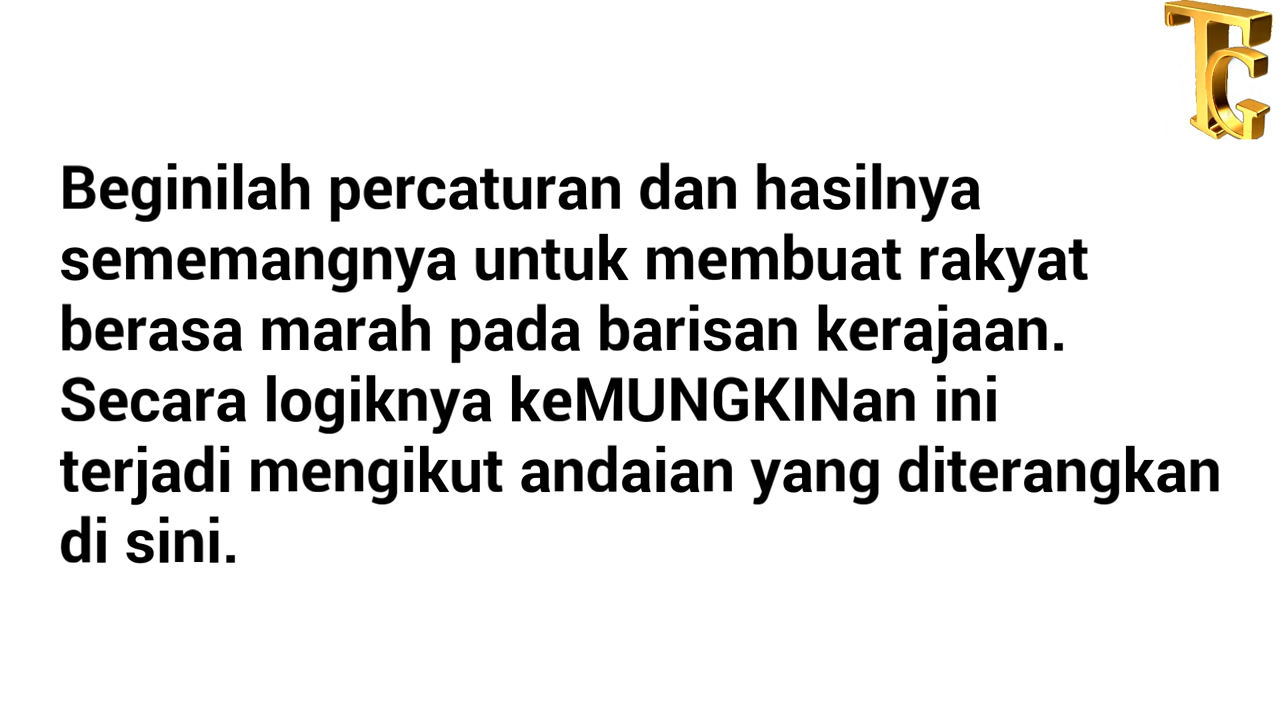 TG
Beginilah percaturan dan hasilnya
sememangnya untuk membuat rakyat
berasa marah pada barisan kerajaan.
Secara logiknya keMUNGKINan ini
terjadi mengikut andaian yang diterangkan
di sini.